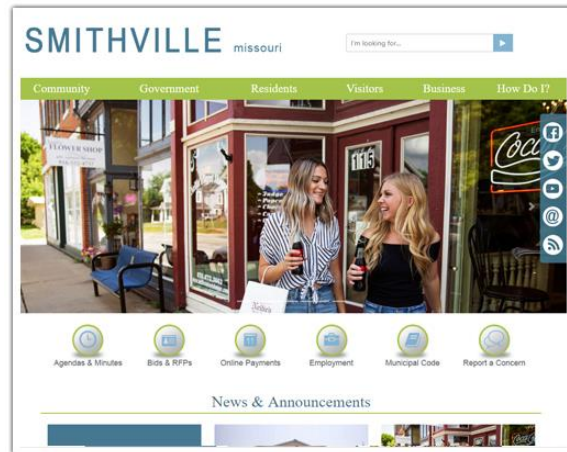 SMITHVILLE missouri
I'm looking for...
Community Government Residents Visitors Business How Do I?
FLOWER SHOP
115
Coca
Agendas & Minutes Bids & RFPs Online Payments Employment Municipal Code Report a Concern
News & Announcements